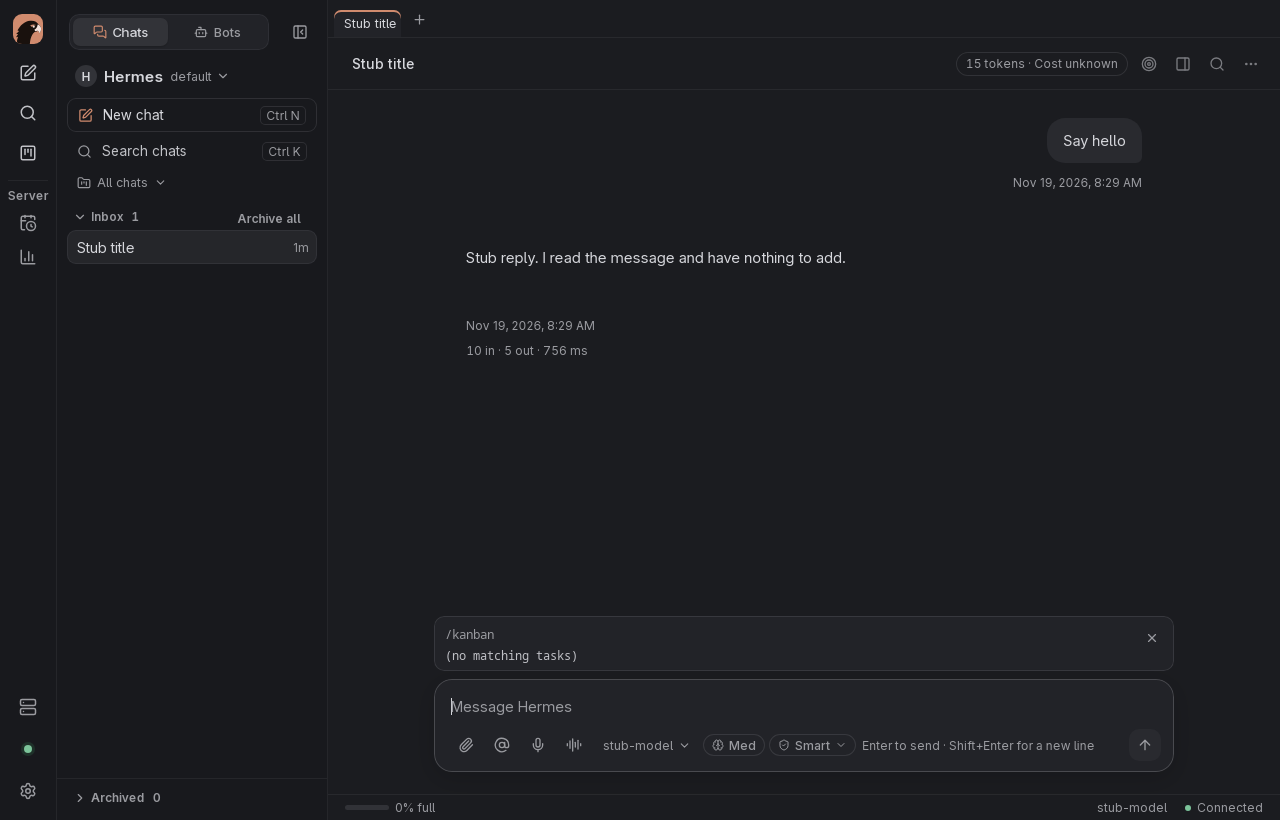 Chats
Bots
H Hermes default
New chat Ctrl N
Search chats Ctrl K
All chats
Server
Inbox 1 Archive all
Stub title 1m
Archived 0
Stub title
Stub title
15 tokens · Cost unknown
Say hello
Nov 19, 2026, 8:29 AM
Stub reply. I read the message and have nothing to add.
Nov 19, 2026, 8:29 AM
10 in · 5 out · 756 ms
/kanban
(no matching tasks)
Message Hermes
stub-model Med Smart Enter to send · Shift+Enter for a new line
0% full
stub-model Connected